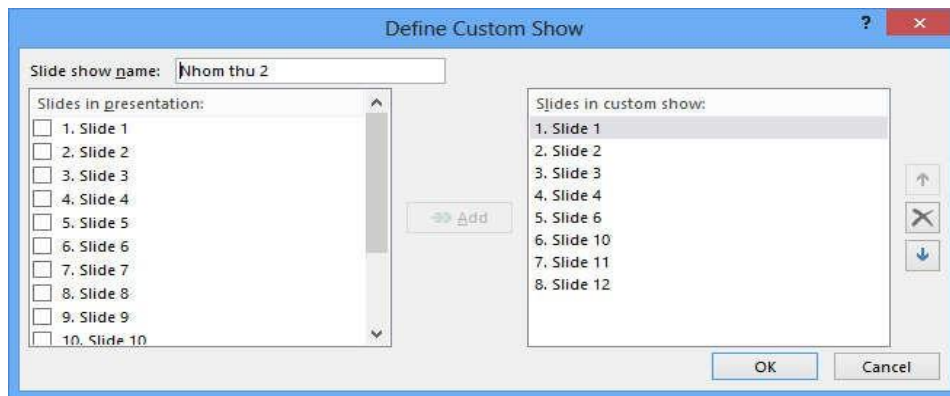 Define Custom Show
?
Slide show name: Nhom thu 2
Slides in presentation:
1. Slide 1
2. Slide 2
3. Slide 3
4. Slide 4
5. Slide 5
6. Slide 6
7. Slide 7
8. Slide 8
9. Slide 9
10. Slide 10
Add
Slides in custom show:
1. Slide 1
2. Slide 2
3. Slide 3
4. Slide 4
5. Slide 6
6. Slide 10
7. Slide 11
8. Slide 12
OK
Cancel